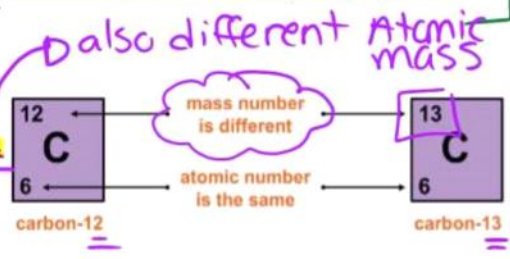 also different Atomic
mass
12
C
6
mass number
is different
atomic number
is the same
13
C
6
carbon-12
carbon-13